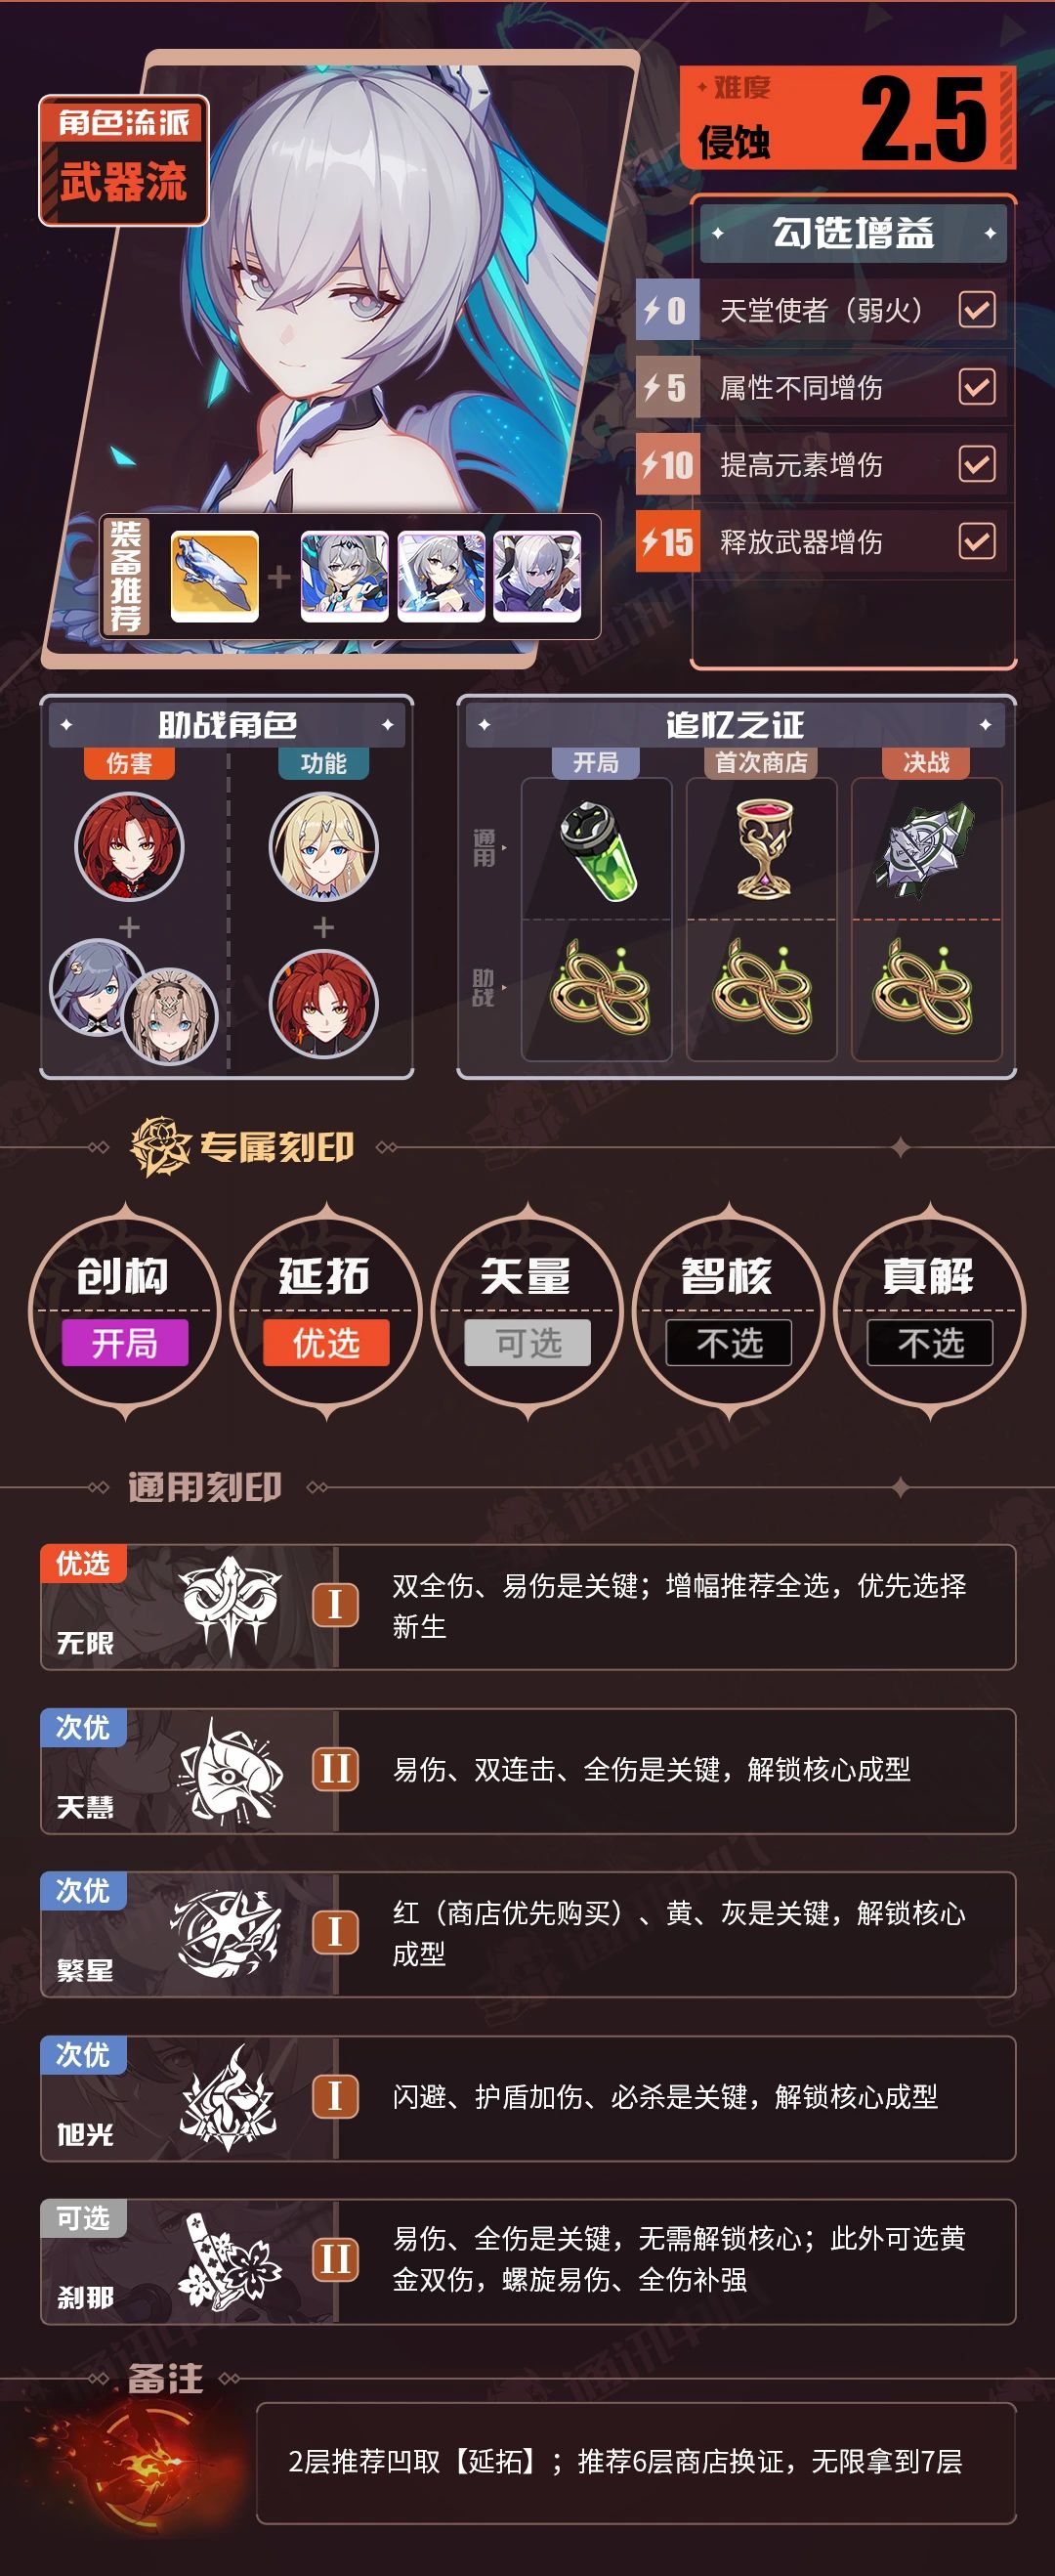 角色流派
武器流
难度
侵蚀
2.5
勾选增益
0 天堂使者（弱火）
5 属性不同增伤
10 提高元素增伤
15 释放武器增伤
装备推荐
助战角色
伤害
功能
追忆之证
开局
首次商店
决战
通用
助战
专属刻印
创构
开局
延拓
优选
矢量
可选
智核
不选
真解
不选
通用刻印
优选
无限
I
双全伤、易伤是关键；增幅推荐全选，优先选择
新生
次优
天慧
II
易伤、双连击、全伤是关键，解锁核心成型
次优
繁星
I
红（商店优先购买）、黄、灰是关键，解锁核心
成型
次优
旭光
I
闪避、护盾加伤、必杀是关键，解锁核心成型
可选
刹那
II
易伤、全伤是关键，无需解锁核心；此外可选黄
金双伤，螺旋易伤、全伤补强
备注
2层推荐凹取【延拓】；推荐6层商店换证，无限拿到7层
通讯中心